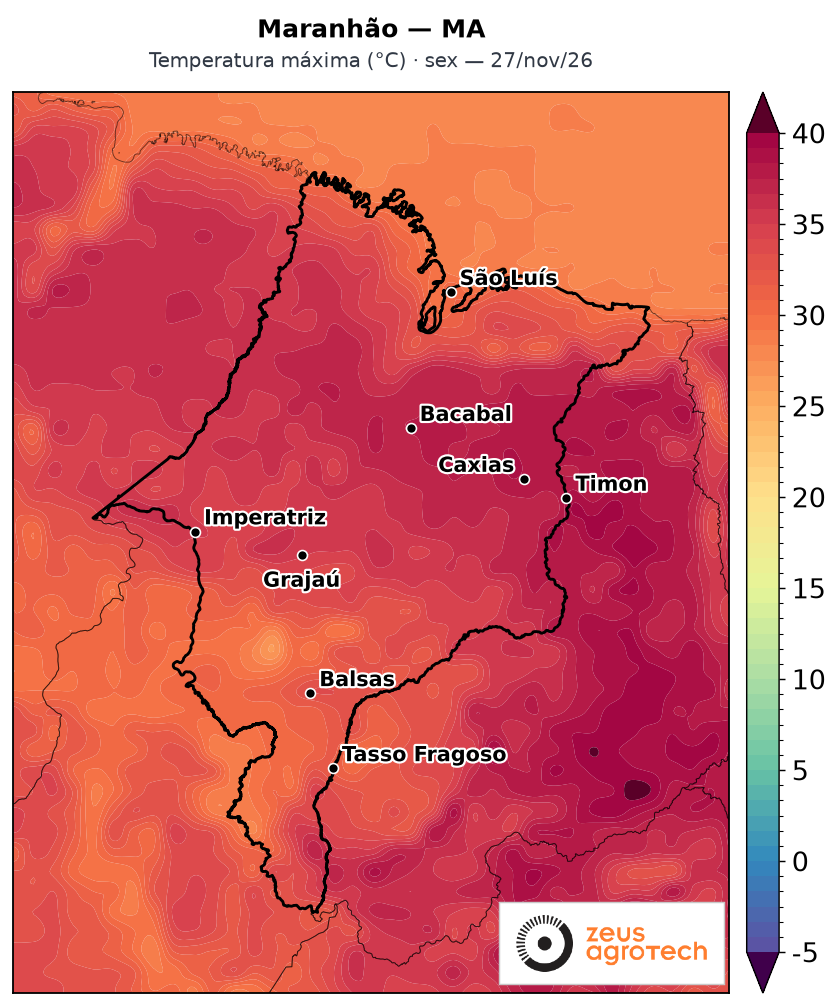 Maranhão — MA
Temperatura máxima (°C) · sex — 27/nov/26
São Luís
Bacabal
Caxias
Timon
Imperatriz
Grajaú
Balsas
Tasso Fragoso
40
35
30
25
20
15
10
5
0
-5
zeus
agrotech